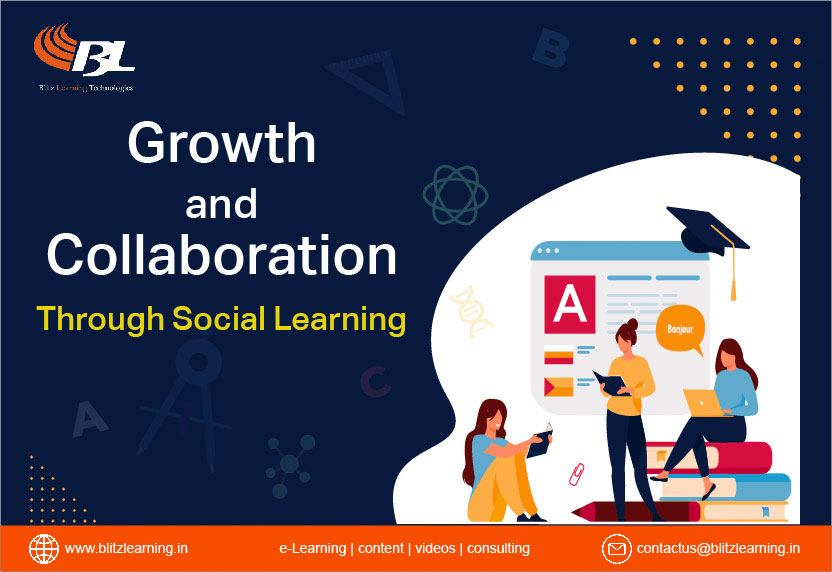 BL
Blitz Learning Technologies
Growth
and
Collaboration
Through Social Learning
B
A
C
A
Bonjour
www.blitzlearning.in
e-Learning | content | videos | consulting
contactus@blitzlearning.in